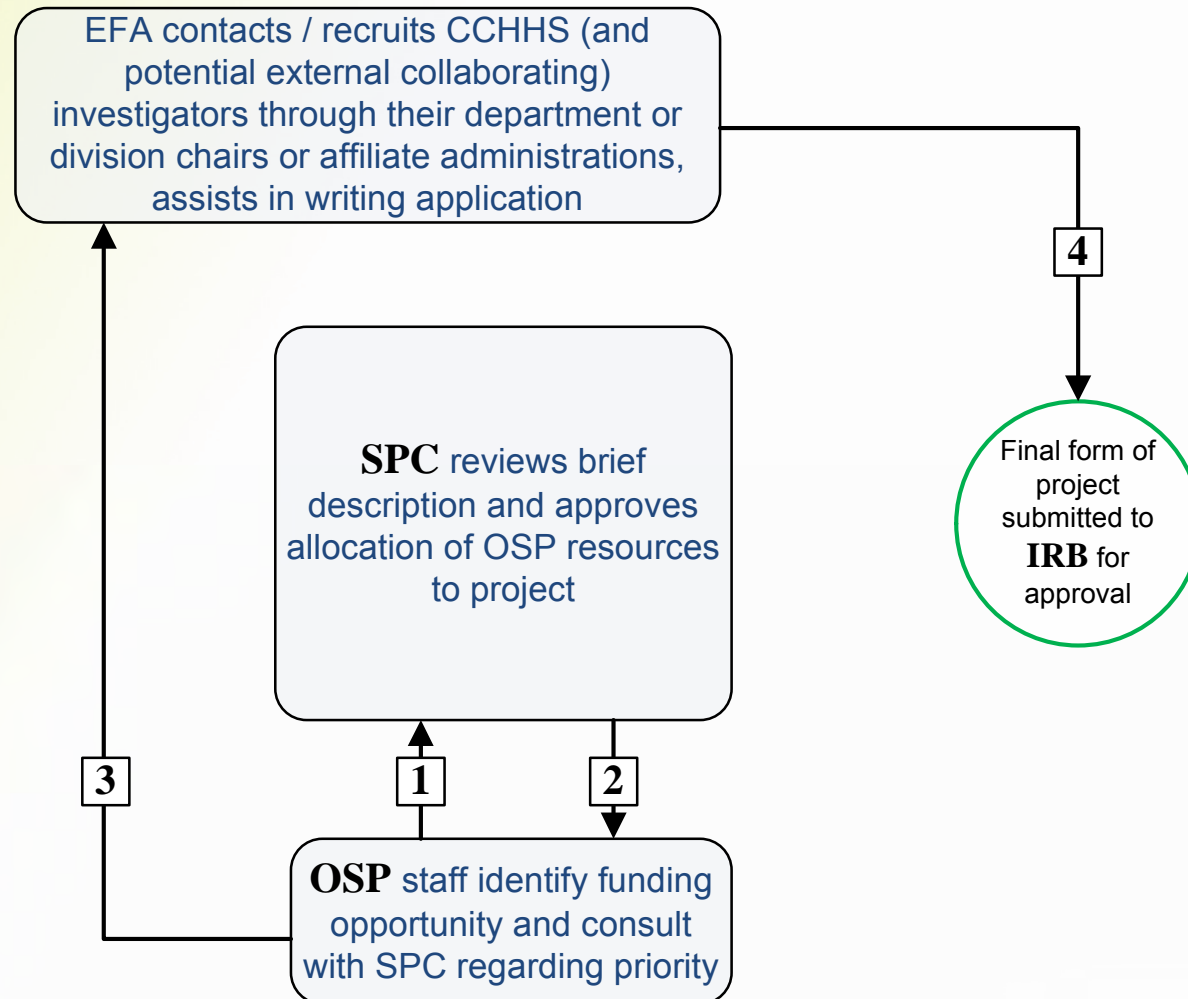 EFA contacts / recruits CCHHS (and
potential external collaborating)
investigators through their department or
division chairs or affiliate administrations,
assists in writing application
4
SPC reviews brief
description and approves
allocation of OSP resources
to project
Final form of
project
submitted to
IRB for
approval
3
1
2
OSP staff identify funding
opportunity and consult
with SPC regarding priority